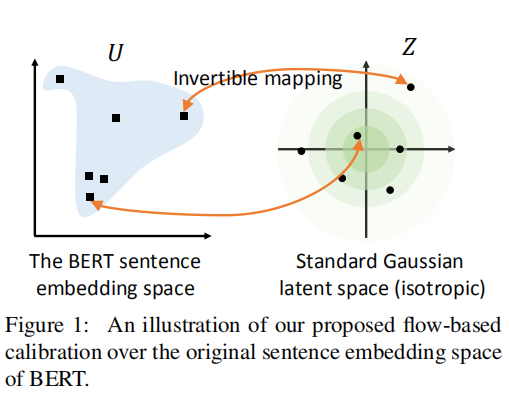 U
Z
Invertible mapping
The BERT sentence
embedding space
Standard Gaussian
latent space (isotropic)
Figure 1: An illustration of our proposed flow-based
calibration over the original sentence embedding space
of BERT.